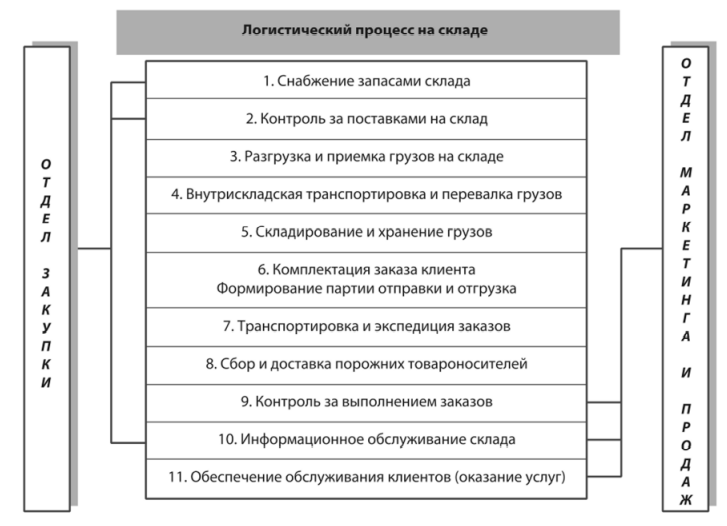 Логистический процесс на складе
ОТДЕЛ ЗАКУПКИ
1. Снабжение запасами склада
2. Контроль за поставками на склад
3. Разгрузка и приемка грузов на складе
4. Внутрискладская транспортировка и перевалка грузов
5. Складирование и хранение грузов
6. Комплектация заказа клиента
Формирование партии отправки и отгрузка
7. Транспортировка и экспедиция заказов
8. Сбор и доставка порожних товароносителей
9. Контроль за выполнением заказов
10. Информационное обслуживание склада
11. Обеспечение обслуживания клиентов (оказание услуг)
ОТДЕЛ МАРКЕТИНГА И ПРОДАЖ